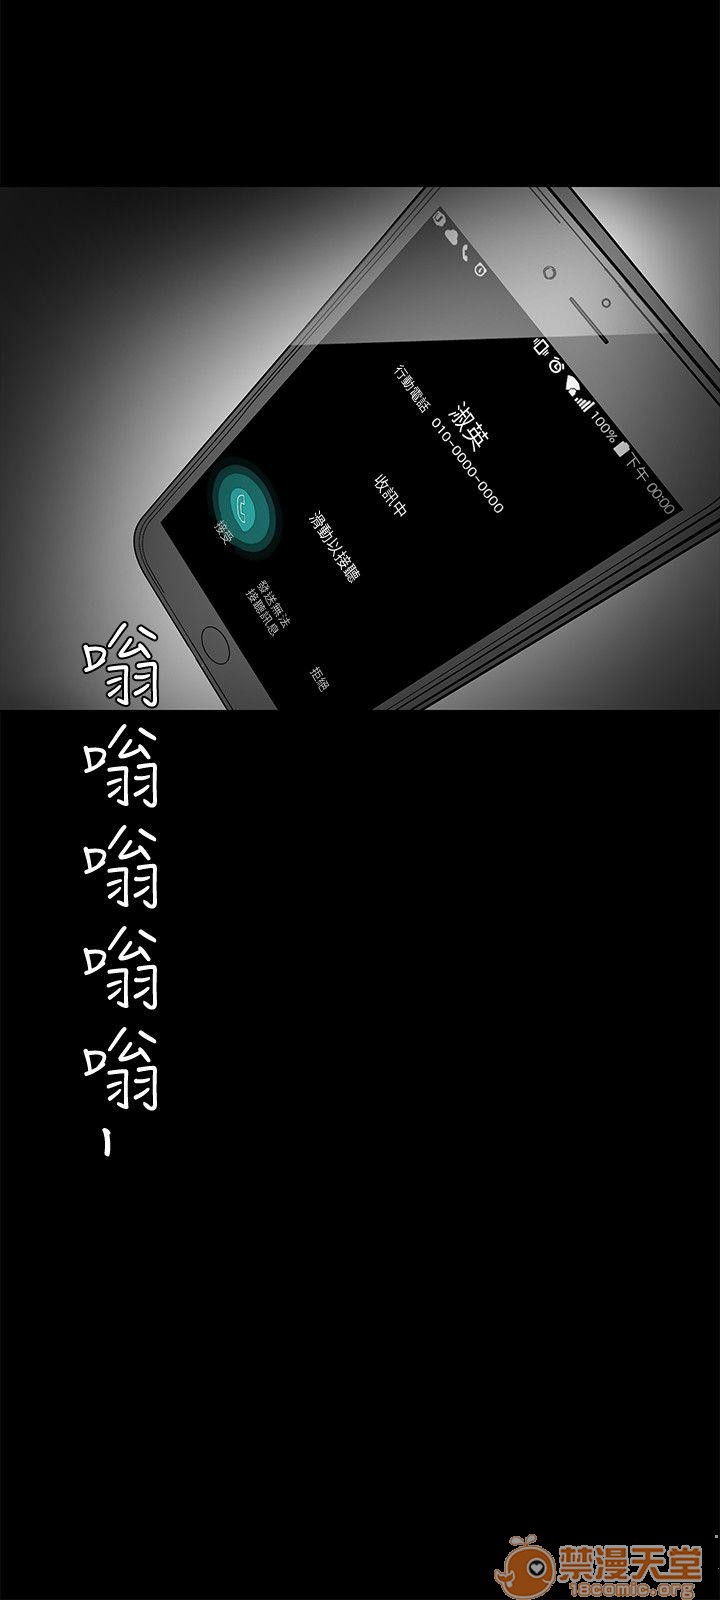 100% 下午 00:00
淑英
行動電話 010-0000-0000
收訊中
滑動以接聽
接受
發送無法
接聽訊息
拒絕
嗡嗡嗡嗡嗡-
禁漫天堂
18comic.org